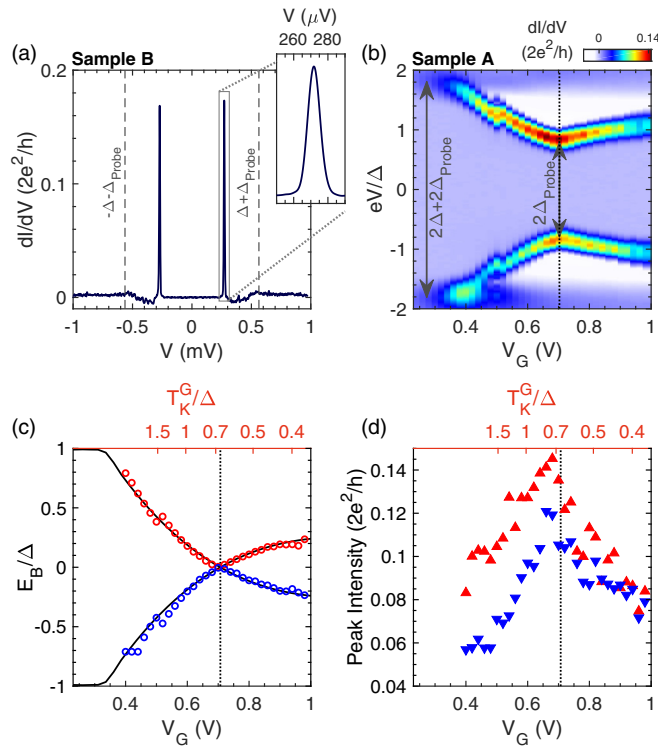 (a) Sample B
V (μV)
260 280
dI/dV (2e²/h)
0.2
0.1
0
-Δ-Δ_Probe
Δ+Δ_Probe
-1 -0.5 0 0.5 1
V (mV)
(b) Sample A
dI/dV
(2e²/h)
0 0.14
eV/Δ
2
1
0
-1
-2
2Δ+2Δ_Probe
2Δ_Probe
0.4 0.6 0.8 1
V_G (V)
(c)
T_K^G/Δ
1.5 1 0.7 0.5 0.4
E_B/Δ
1
0.5
0
-0.5
-1
0.2 0.4 0.6 0.8 1
V_G (V)
(d)
T_K^G/Δ
1.5 1 0.7 0.5 0.4
Peak Intensity (2e²/h)
0.14
0.12
0.1
0.08
0.06
0.04
0.2 0.4 0.6 0.8 1
V_G (V)